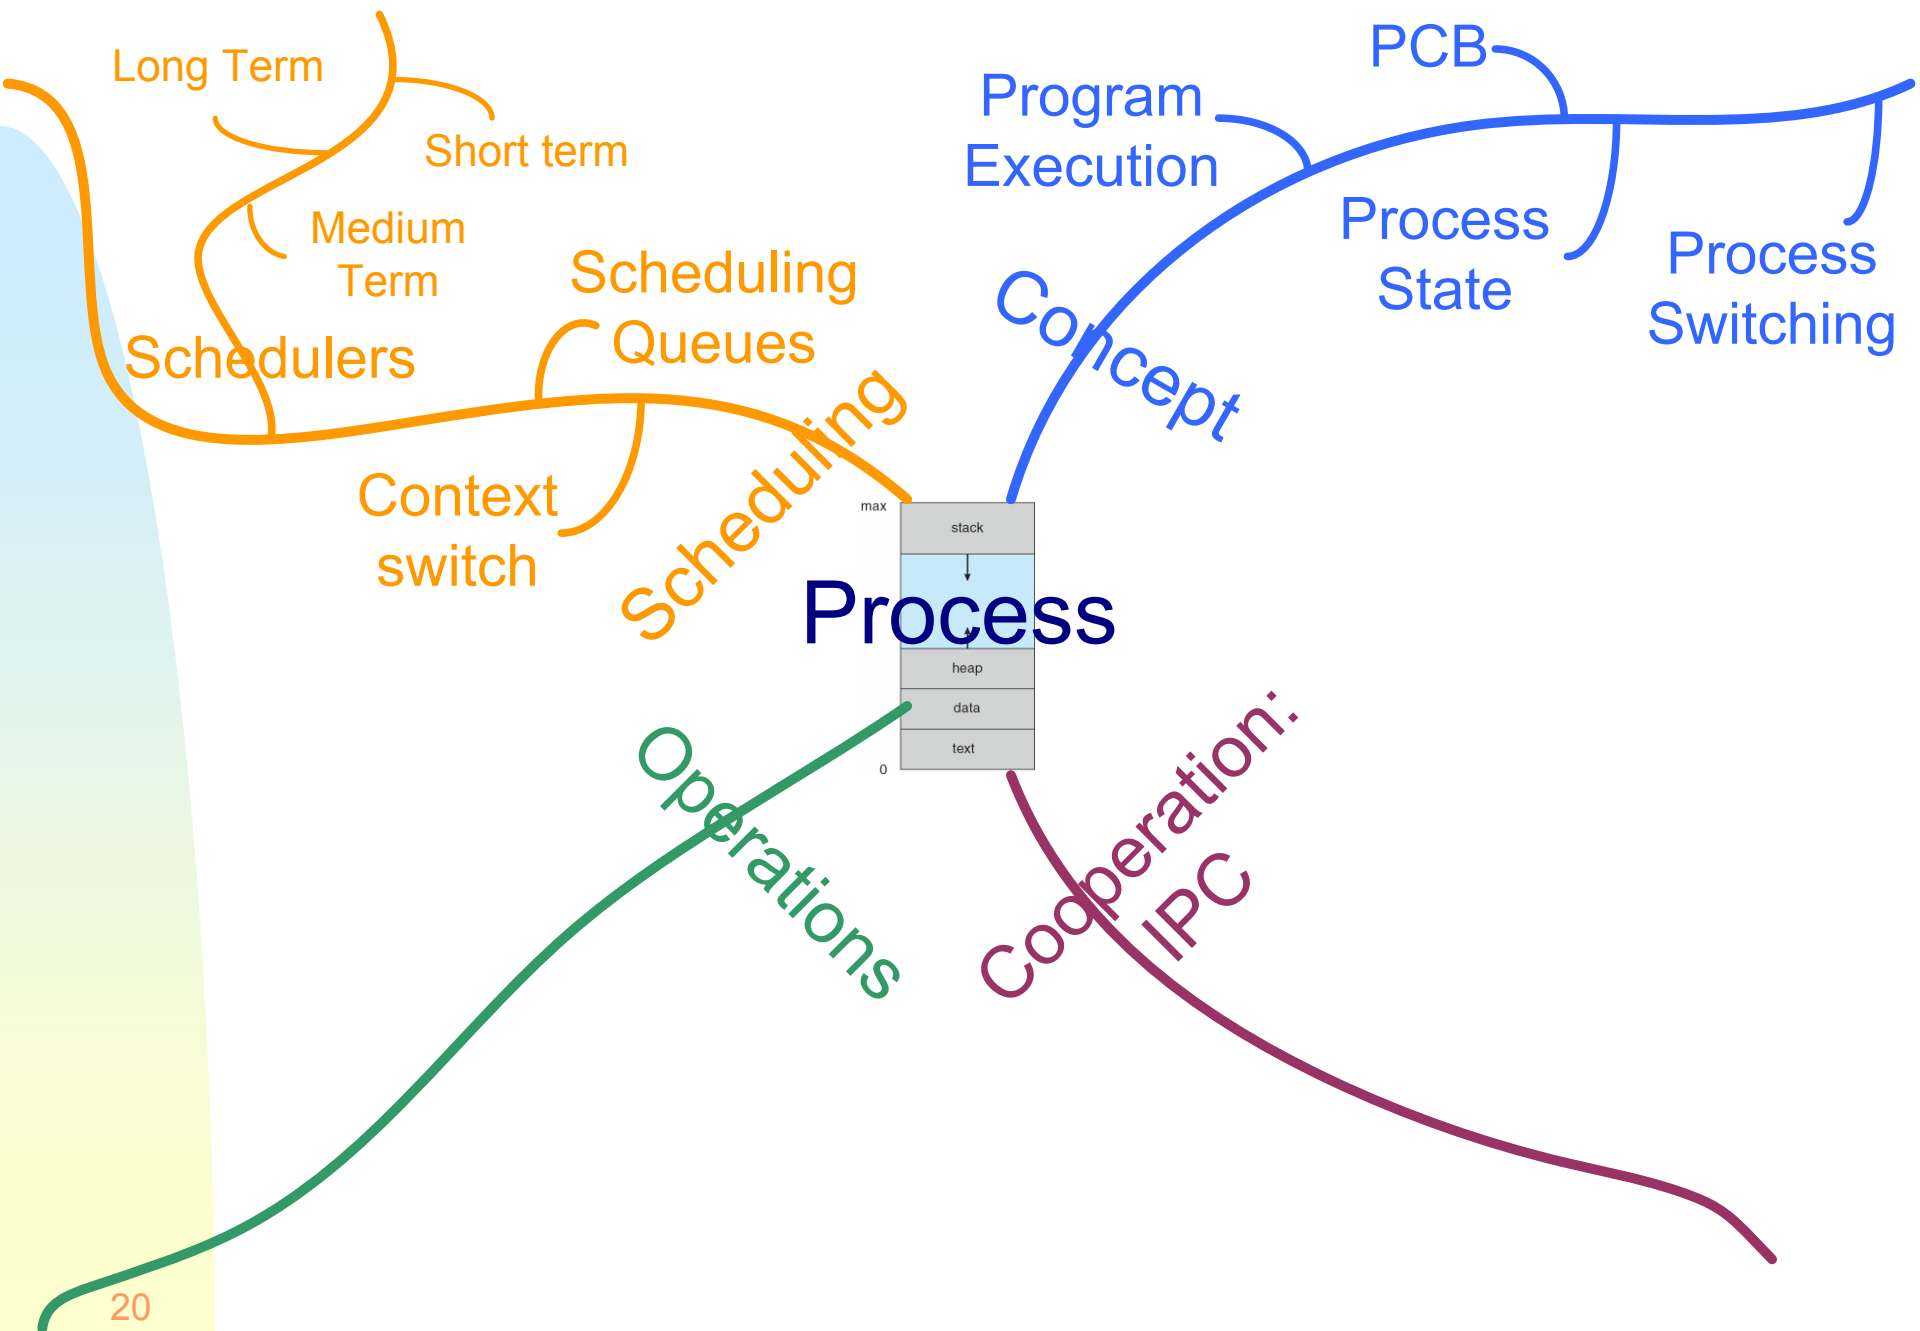 Long Term
Short term
Medium
Term
Schedulers
Scheduling
Queues
Context
switch
Scheduling
PCB
Program
Execution
Process
State
Process
Switching
Concept
max
stack
Process
heap
data
text
0
Operations
Cooperation:
IPC
20